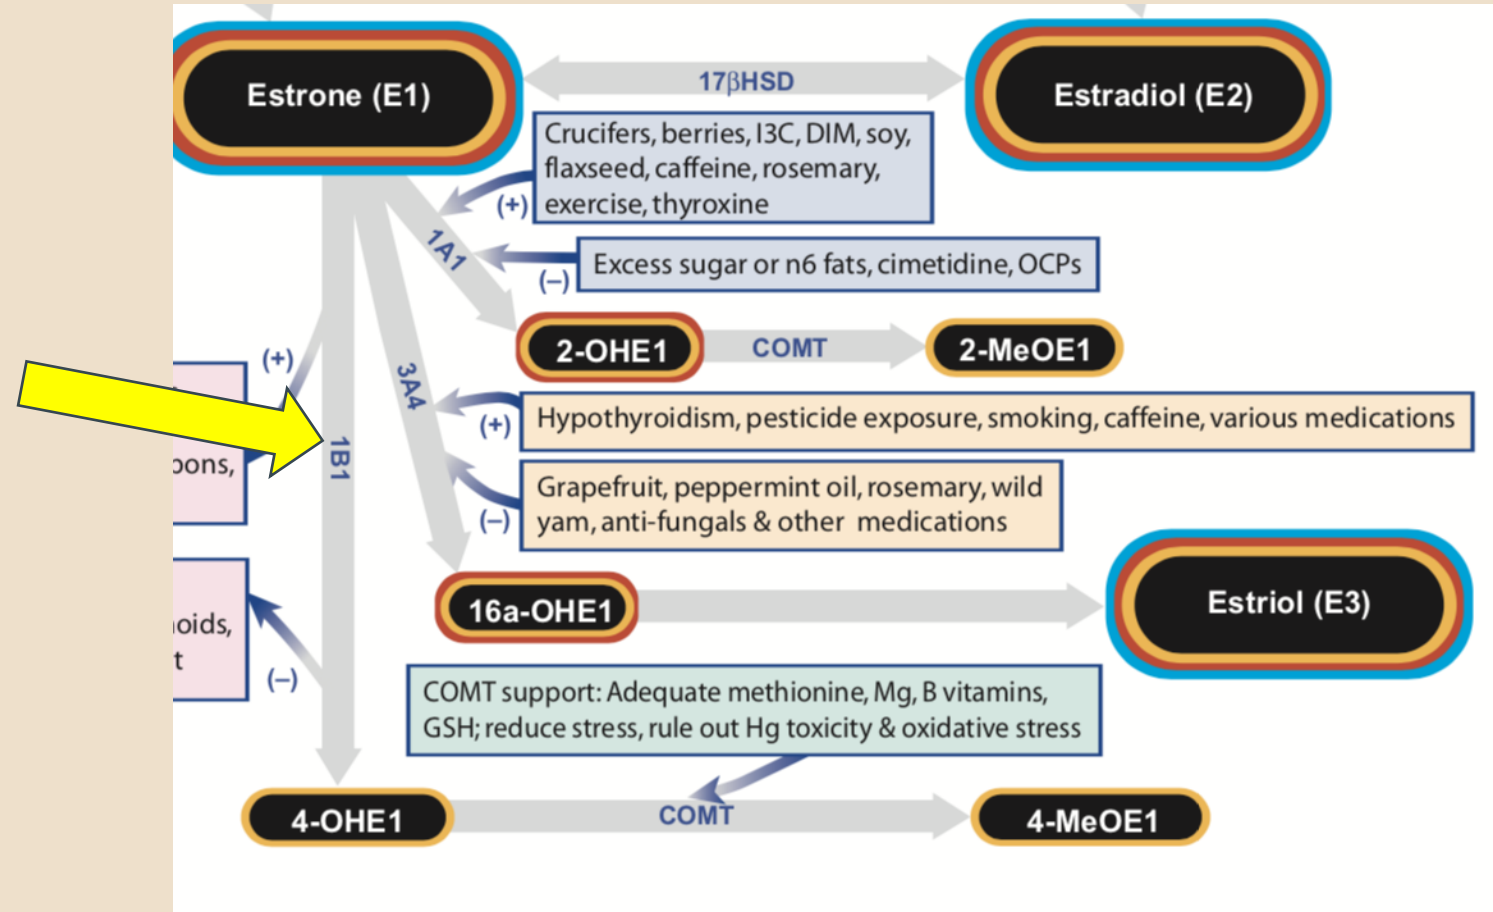 Estrone (E1)
17βHSD
Estradiol (E2)
Crucifers, berries, I3C, DIM, soy,
flaxseed, caffeine, rosemary,
exercise, thyroxine
(+)
1A1
Excess sugar or n6 fats, cimetidine, OCPs
(–)
2-OHE1
COMT
2-MeOE1
(+)
3A4
Hypothyroidism, pesticide exposure, smoking, caffeine, various medications
(+)
1B1
Grapefruit, peppermint oil, rosemary, wild
yam, anti-fungals & other medications
(–)
16a-OHE1
Estriol (E3)
(–)
COMT support: Adequate methionine, Mg, B vitamins,
GSH; reduce stress, rule out Hg toxicity & oxidative stress
4-OHE1
COMT
4-MeOE1